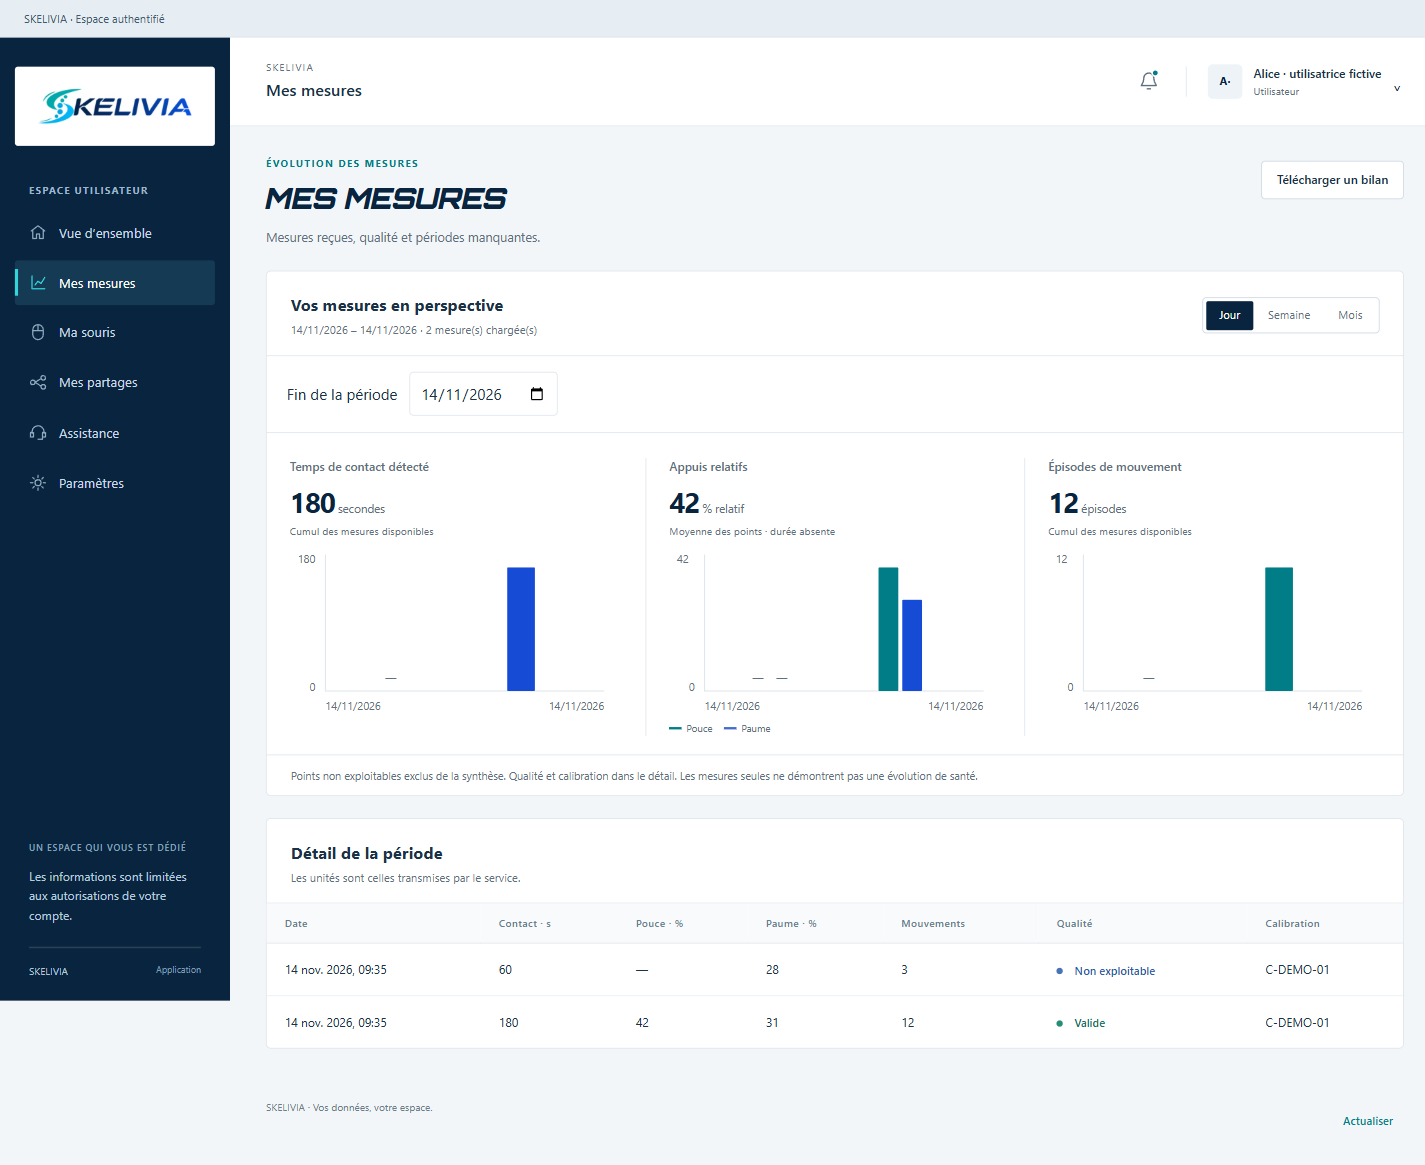 SKELIVIA · Espace authentifié
SKELIVIA
ESPACE UTILISATEUR
Vue d'ensemble
Mes mesures
Ma souris
Mes partages
Assistance
Paramètres
UN ESPACE QUI VOUS EST DÉDIÉ
Les informations sont limitées
aux autorisations de votre
compte.
SKELIVIA Application
SKELIVIA
Mes mesures
A·
Alice · utilisatrice fictive
Utilisateur
ÉVOLUTION DES MESURES
MES MESURES
Mesures reçues, qualité et périodes manquantes.
Télécharger un bilan
Vos mesures en perspective
14/11/2026 – 14/11/2026 · 2 mesure(s) chargée(s)
Jour Semaine Mois
Fin de la période 14/11/2026
Temps de contact détecté
180 secondes
Cumul des mesures disponibles
180
—
0
14/11/2026 14/11/2026
Appuis relatifs
42 % relatif
Moyenne des points · durée absente
42
— —
0
14/11/2026 14/11/2026
Pouce Paume
Épisodes de mouvement
12 épisodes
Cumul des mesures disponibles
12
—
0
14/11/2026 14/11/2026
Points non exploitables exclus de la synthèse. Qualité et calibration dans le détail. Les mesures seules ne démontrent pas une évolution de santé.
Détail de la période
Les unités sont celles transmises par le service.
Date Contact · s Pouce · % Paume · % Mouvements Qualité Calibration
14 nov. 2026, 09:35 60 — 28 3 Non exploitable C-DEMO-01
14 nov. 2026, 09:35 180 42 31 12 Valide C-DEMO-01
SKELIVIA · Vos données, votre espace.
Actualiser